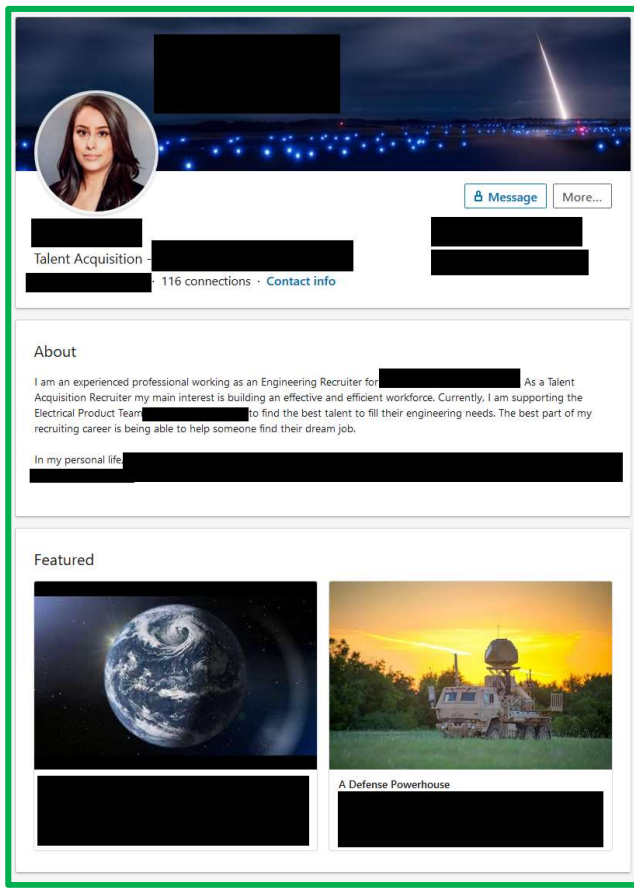 Message
More...
Talent Acquisition -
· 116 connections · Contact info
About
I am an experienced professional working as an Engineering Recruiter for
As a Talent
Acquisition Recruiter my main interest is building an effective and efficient workforce. Currently, I am supporting the
Electrical Product Team
to find the best talent to fill their engineering needs. The best part of my
recruiting career is being able to help someone find their dream job.
In my personal life,
Featured
A Defense Powerhouse